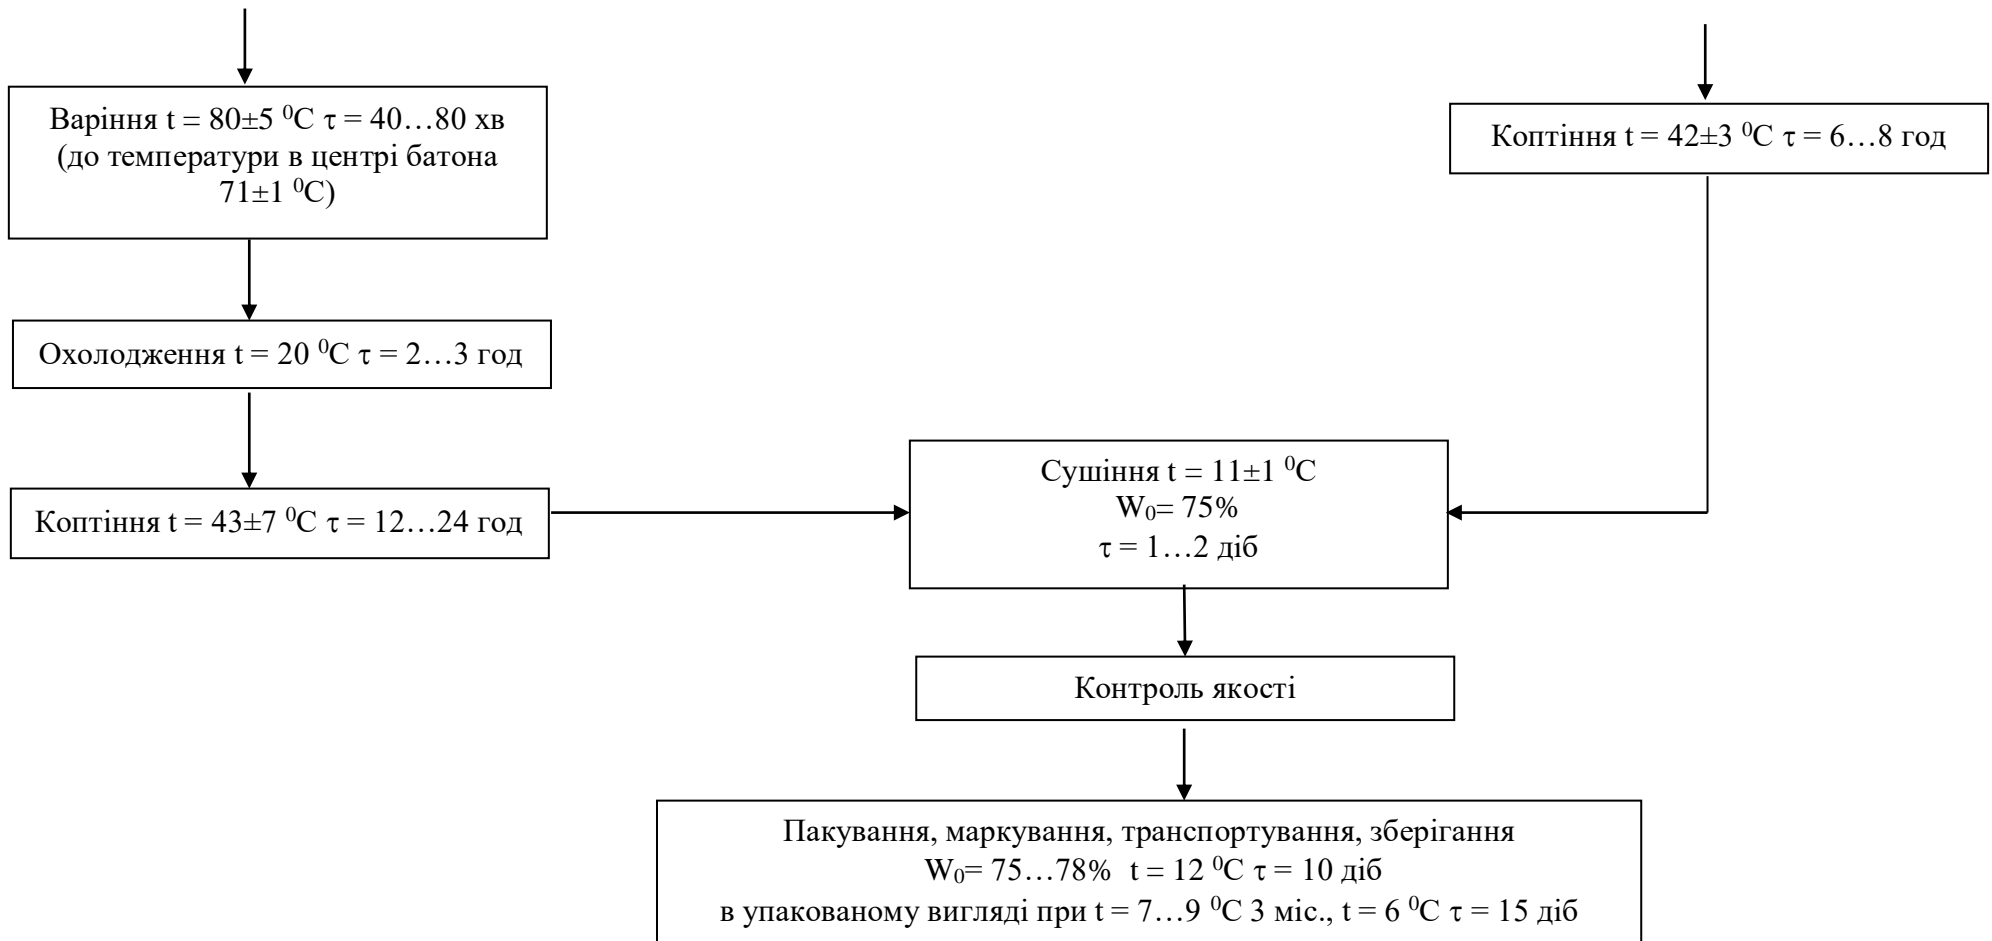 Варіння t = 80±5 ⁰C τ = 40…80 хв
(до температури в центрі батона
71±1 ⁰C)
Коптіння t = 42±3 ⁰C τ = 6…8 год
Охолодження t = 20 ⁰C τ = 2…3 год
Коптіння t = 43±7 ⁰C τ = 12…24 год
Сушіння t = 11±1 ⁰C
W₀= 75%
τ = 1…2 діб
Контроль якості
Пакування, маркування, транспортування, зберігання
W₀= 75…78% t = 12 ⁰C τ = 10 діб
в упакованому вигляді при t = 7…9 ⁰C 3 міс., t = 6 ⁰C τ = 15 діб